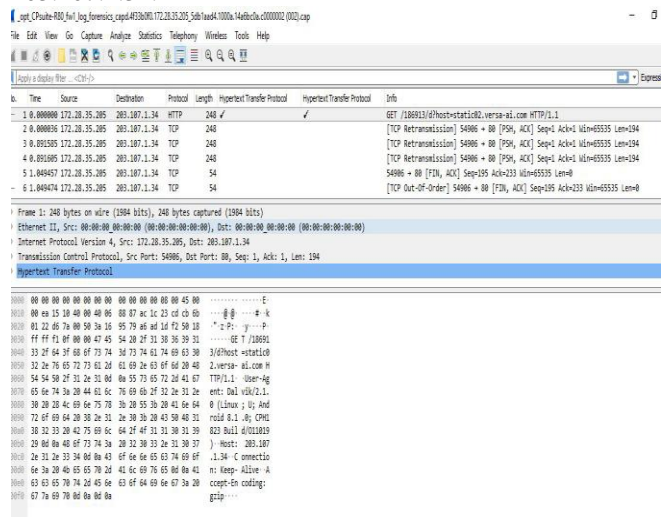 _opt_CPsuite-R80_fw1_log_forensics_capd.4f33b0f0.172.28.35.205_5db1aad4.1000a.14a6bc0a.c0000002 (002).cap
File Edit View Go Capture Analyze Statistics Telephony Wireless Tools Help
Apply a display filter ... <Ctrl-/>
Express
Time Source Destination Protocol Length Hypertext Transfer Protocol Hypertext Transfer Protocol Info
1 0.000000 172.28.35.205 203.107.1.34 HTTP 248 ✓ ✓ GET /186913/d?host=static02.versa-ai.com HTTP/1.1
2 0.000036 172.28.35.205 203.107.1.34 TCP 248 [TCP Retransmission] 54906 → 80 [PSH, ACK] Seq=1 Ack=1 Win=65535 Len=194
3 0.891585 172.28.35.205 203.107.1.34 TCP 248 [TCP Retransmission] 54906 → 80 [PSH, ACK] Seq=1 Ack=1 Win=65535 Len=194
4 0.891605 172.28.35.205 203.107.1.34 TCP 248 [TCP Retransmission] 54906 → 80 [PSH, ACK] Seq=1 Ack=1 Win=65535 Len=194
5 1.049457 172.28.35.205 203.107.1.34 TCP 54 54906 → 80 [FIN, ACK] Seq=195 Ack=233 Win=65535 Len=0
6 1.049474 172.28.35.205 203.107.1.34 TCP 54 [TCP Out-Of-Order] 54906 → 80 [FIN, ACK] Seq=195 Ack=233 Win=65535 Len=0
Frame 1: 248 bytes on wire (1984 bits), 248 bytes captured (1984 bits)
Ethernet II, Src: 00:00:00_00:00:00 (00:00:00:00:00:00), Dst: 00:00:00_00:00:00 (00:00:00:00:00:00)
Internet Protocol Version 4, Src: 172.28.35.205, Dst: 203.107.1.34
Transmission Control Protocol, Src Port: 54906, Dst Port: 80, Seq: 1, Ack: 1, Len: 194
Hypertext Transfer Protocol
0000 00 00 00 00 00 00 00 00 00 00 00 00 08 00 45 00 ········ ······E·
0010 00 ea 15 10 40 00 40 06 88 87 ac 1c 23 cd cb 6b ····@·@· ····#··k
0020 01 22 d6 7a 00 50 3a 16 95 79 a6 ad 1d f2 50 18 ·"·z·P:· ·y····P·
0030 ff ff f1 0f 00 00 47 45 54 20 2f 31 38 36 39 31 ······GE T /18691
0040 33 2f 64 3f 68 6f 73 74 3d 73 74 61 74 69 63 30 3/d?host =static0
0050 32 2e 76 65 72 73 61 2d 61 69 2e 63 6f 6d 20 48 2.versa- ai.com H
0060 54 54 50 2f 31 2e 31 0d 0a 55 73 65 72 2d 41 67 TTP/1.1· ·User-Ag
0070 65 6e 74 3a 20 44 61 6c 76 69 6b 2f 32 2e 31 2e ent: Dal vik/2.1.
0080 30 20 28 4c 69 6e 75 78 3b 20 55 3b 20 41 6e 64 0 (Linux ; U; And
0090 72 6f 69 64 20 38 2e 31 2e 30 3b 20 43 50 48 31 roid 8.1 .0; CPH1
00a0 38 32 33 20 42 75 69 6c 64 2f 4f 31 31 30 31 39 823 Buil d/O11019
00b0 29 0d 0a 48 6f 73 74 3a 20 32 30 33 2e 31 30 37 )··Host: 203.107
00c0 2e 31 2e 33 34 0d 0a 43 6f 6e 6e 65 63 74 69 6f .1.34··C onnectio
00d0 6e 3a 20 4b 65 65 70 2d 41 6c 69 76 65 0d 0a 41 n: Keep- Alive··A
00e0 63 63 65 70 74 2d 45 6e 63 6f 64 69 6e 67 3a 20 ccept-En coding:
00f0 67 7a 69 70 0d 0a 0d 0a gzip····